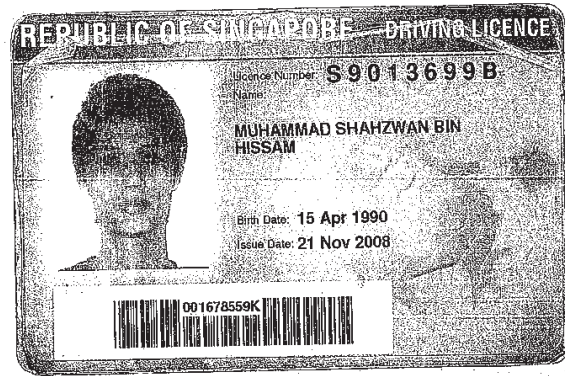 REPUBLIC OF SINGAPORE DRIVING LICENCE
Licence Number: S9013699B
Name:
MUHAMMAD SHAHZWAN BIN
HISSAM
Birth Date: 15 Apr 1990
Issue Date: 21 Nov 2008
001678559K